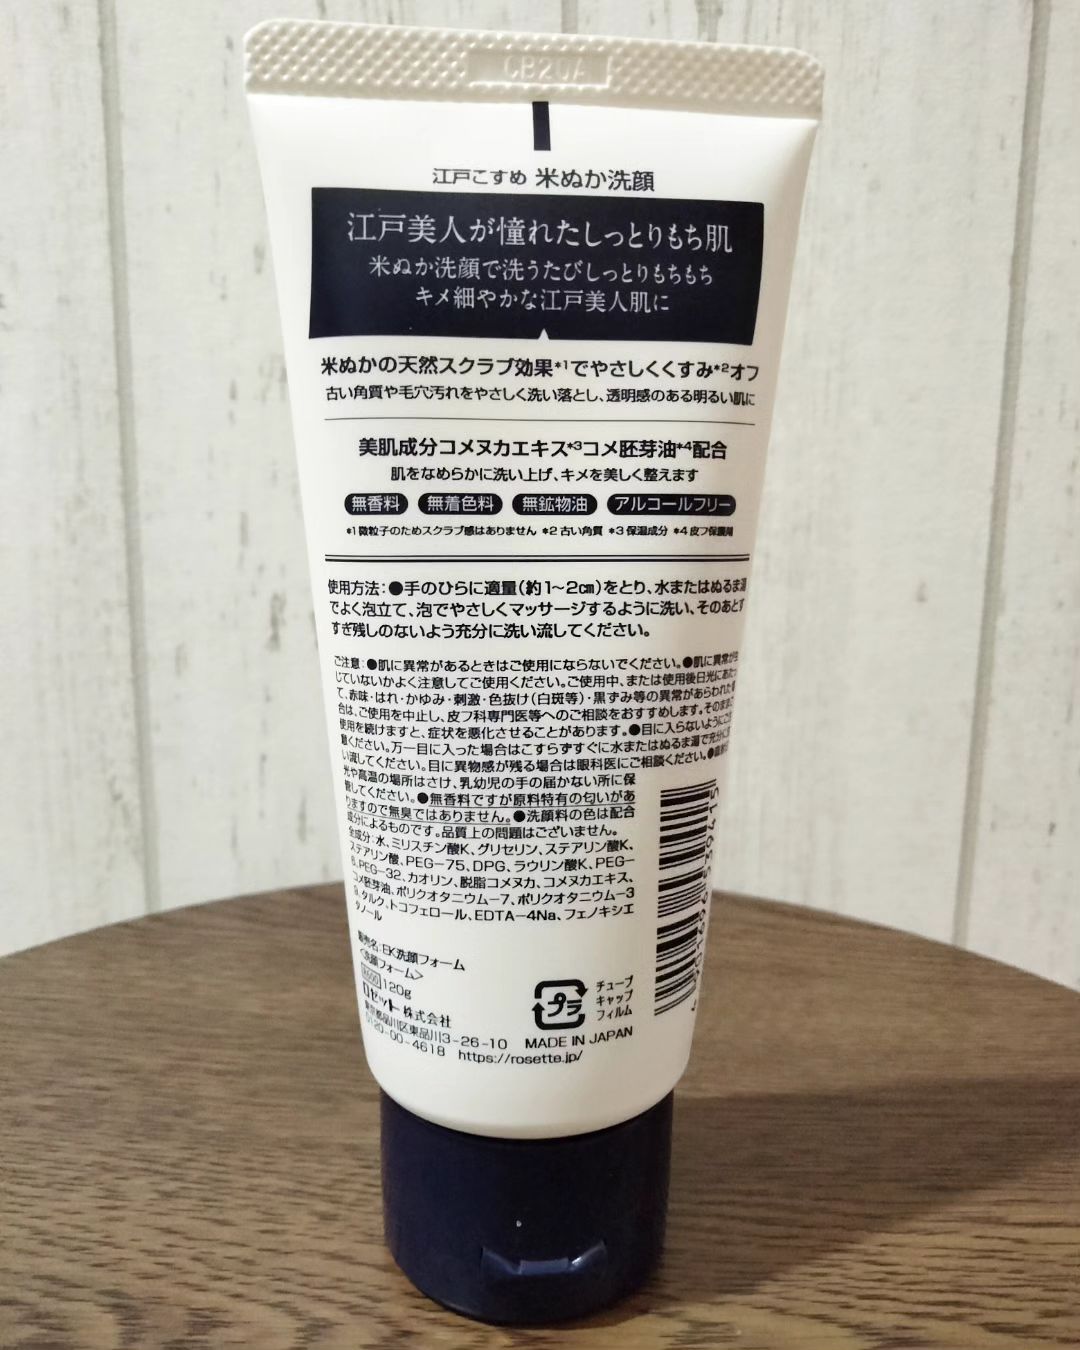 CB20A
江戸こすめ 米ぬか洗顔
江戸美人が憧れたしっとりもち肌
米ぬか洗顔で洗うたびしっとりもちもち
キメ細やかな江戸美人肌に
米ぬかの天然スクラブ効果*1でやさしくくすみ*2オフ
古い角質や毛穴汚れをやさしく洗い落とし、透明感のある明るい肌に
美肌成分コメヌカエキス*3コメ胚芽油*4配合
肌をなめらかに洗い上げ、キメを美しく整えます
無香料 無着色料 無鉱物油 アルコールフリー
*1 微粒子のためスクラブ感はありません *2 古い角質 *3 保湿成分 *4 皮フ保護剤
使用方法:●手のひらに適量(約1〜2cm)をとり、水またはぬるま湯
でよく泡立て、泡でやさしくマッサージするように洗い、そのあとす
すぎ残しのないよう充分に洗い流してください。
ご注意:●肌に異常があるときはご使用にならないでください。●肌に異常が生
じていないかよく注意してご使用ください。ご使用中、または使用後日光にあたっ
て、赤味・はれ・かゆみ・刺激・色抜け(白斑等)・黒ずみ等の異常があらわれた場
合は、ご使用を中止し、皮フ科専門医等へのご相談をおすすめします。そのまま
使用を続けますと、症状を悪化させることがあります。●目に入らないように
ください。万一目に入った場合はこすらずすぐに水またはぬるま湯で充分に
い流してください。目に異物感が残る場合は眼科医にご相談ください。●直射日
光や高温の場所はさけ、乳幼児の手の届かない所に保
管してください。●無香料ですが原料特有の匂いがあ
りますので無臭ではありません。●洗顔料の色は配合
成分によるものです。品質上の問題はございません。
全成分:水、ミリスチン酸K、グリセリン、ステアリン酸K、
ステアリン酸、PEG-75、DPG、ラウリン酸K、PEG-
6、PEG-32、カオリン、脱脂コメヌカ、コメヌカエキス、
コメ胚芽油、ポリクオタニウム-7、ポリクオタニウム-3
9、タルク、トコフェロール、EDTA-4Na、フェノキシエ
タノール
販売名:EK洗顔フォーム
<洗顔フォーム>
120g
ロゼット株式会社
東京都品川区東品川3-26-10
0120-00-4618 https://rosette.jp/
プラ
チューブ
キャップ
フィルム
MADE IN JAPAN